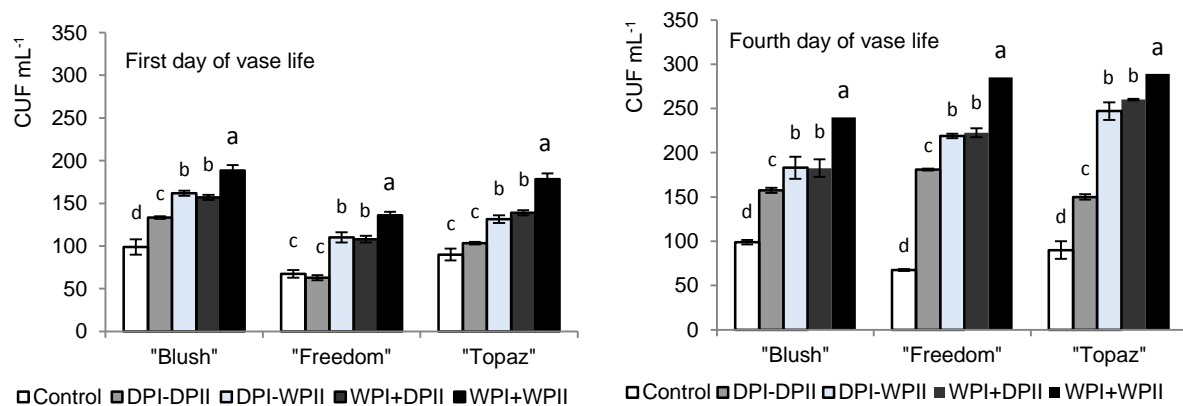 350
300
250
200
150
100
50
0
CUF mL-1
First day of vase life
d
c
b
b
a
c
c
b
b
a
c
c
b
b
a
"Blush"
"Freedom"
"Topaz"
Control DPI-DPII DPI-WPII WPI+DPII WPI+WPII
350
300
250
200
150
100
50
0
CUF mL-1
Fourth day of vase life
d
c
b
b
a
d
c
b
b
a
d
c
b
b
a
"Blush"
"Freedom"
"Topaz"
Control DPI-DPII DPI-WPII WPI+DPII WPI+WPII